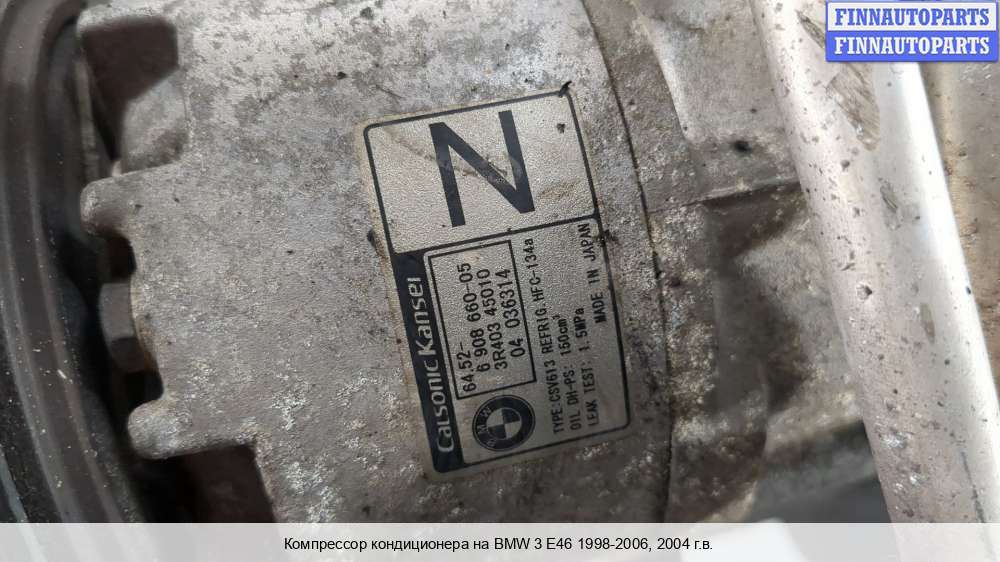 FINNAUTOPARTS
FINNAUTOPARTS
N
Calsonic Kansei
64.52-
6 908 660-05
3R403 45010
04 036314
BMW
TYPE:CSV613 REFRIG.HFC-134a
OIL DH-PS: 150cm³
LEAK TEST: 1.5MPa
MADE IN JAPAN
Компрессор кондиционера на BMW 3 E46 1998-2006, 2004 г.в.